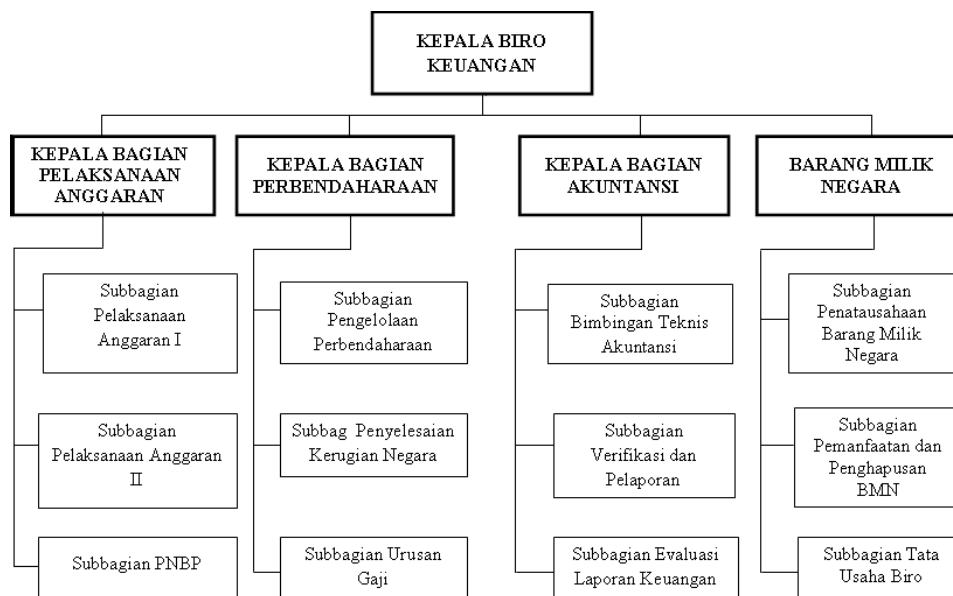 KEPALA BIRO
KEUANGAN
KEPALA BAGIAN
PELAKSANAAN
ANGGARAN
KEPALA BAGIAN
PERBENDAHARAAN
KEPALA BAGIAN
AKUNTANSI
BARANG MILIK
NEGARA
Subbagian
Pelaksanaan
Anggaran I
Subbagian
Pengelolaan
Perbendaharaan
Subbagian
Bimbingan Teknis
Akuntansi
Subbagian
Penatausahaan
Barang Milik
Negara
Subbagian
Pelaksanaan Anggaran
II
Subbag Penyelesaian
Kerugian Negara
Subbagian
Verifikasi dan
Pelaporan
Subbagian
Pemanfaatan dan
Penghapusan
BMN
Subbagian PNBP
Subbagian Urusan
Gaji
Subbagian Evaluasi
Laporan Keuangan
Subbagian Tata
Usaha Biro